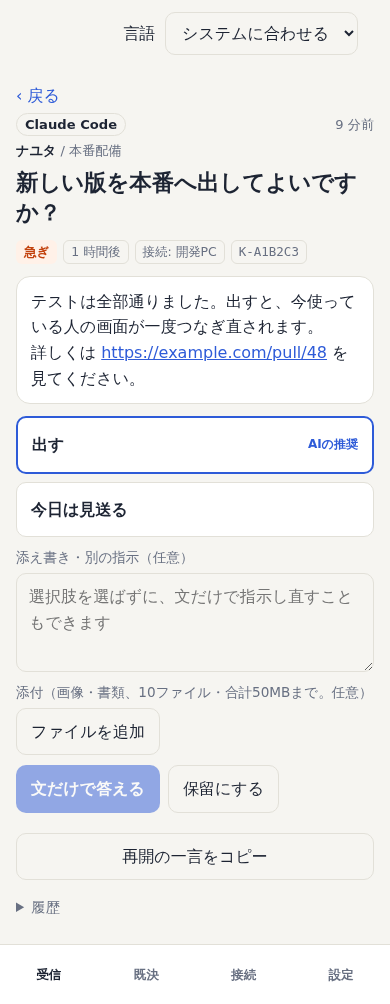 言語 システムに合わせる
‹ 戻る
Claude Code 9 分前
ナユタ / 本番配備
新しい版を本番へ出してよいです
か？
急ぎ 1 時間後 接続: 開発PC K-A1B2C3
テストは全部通りました。出すと、今使って
いる人の画面が一度つなぎ直されます。
詳しくは https://example.com/pull/48 を
見てください。
出す AIの推奨
今日は見送る
添え書き・別の指示（任意）
選択肢を選ばずに、文だけで指示し直すこと
もできます
添付（画像・書類、10ファイル・合計50MBまで。任意）
ファイルを追加
文だけで答える 保留にする
再開の一言をコピー
▶ 履歴
受信 既決 接続 設定